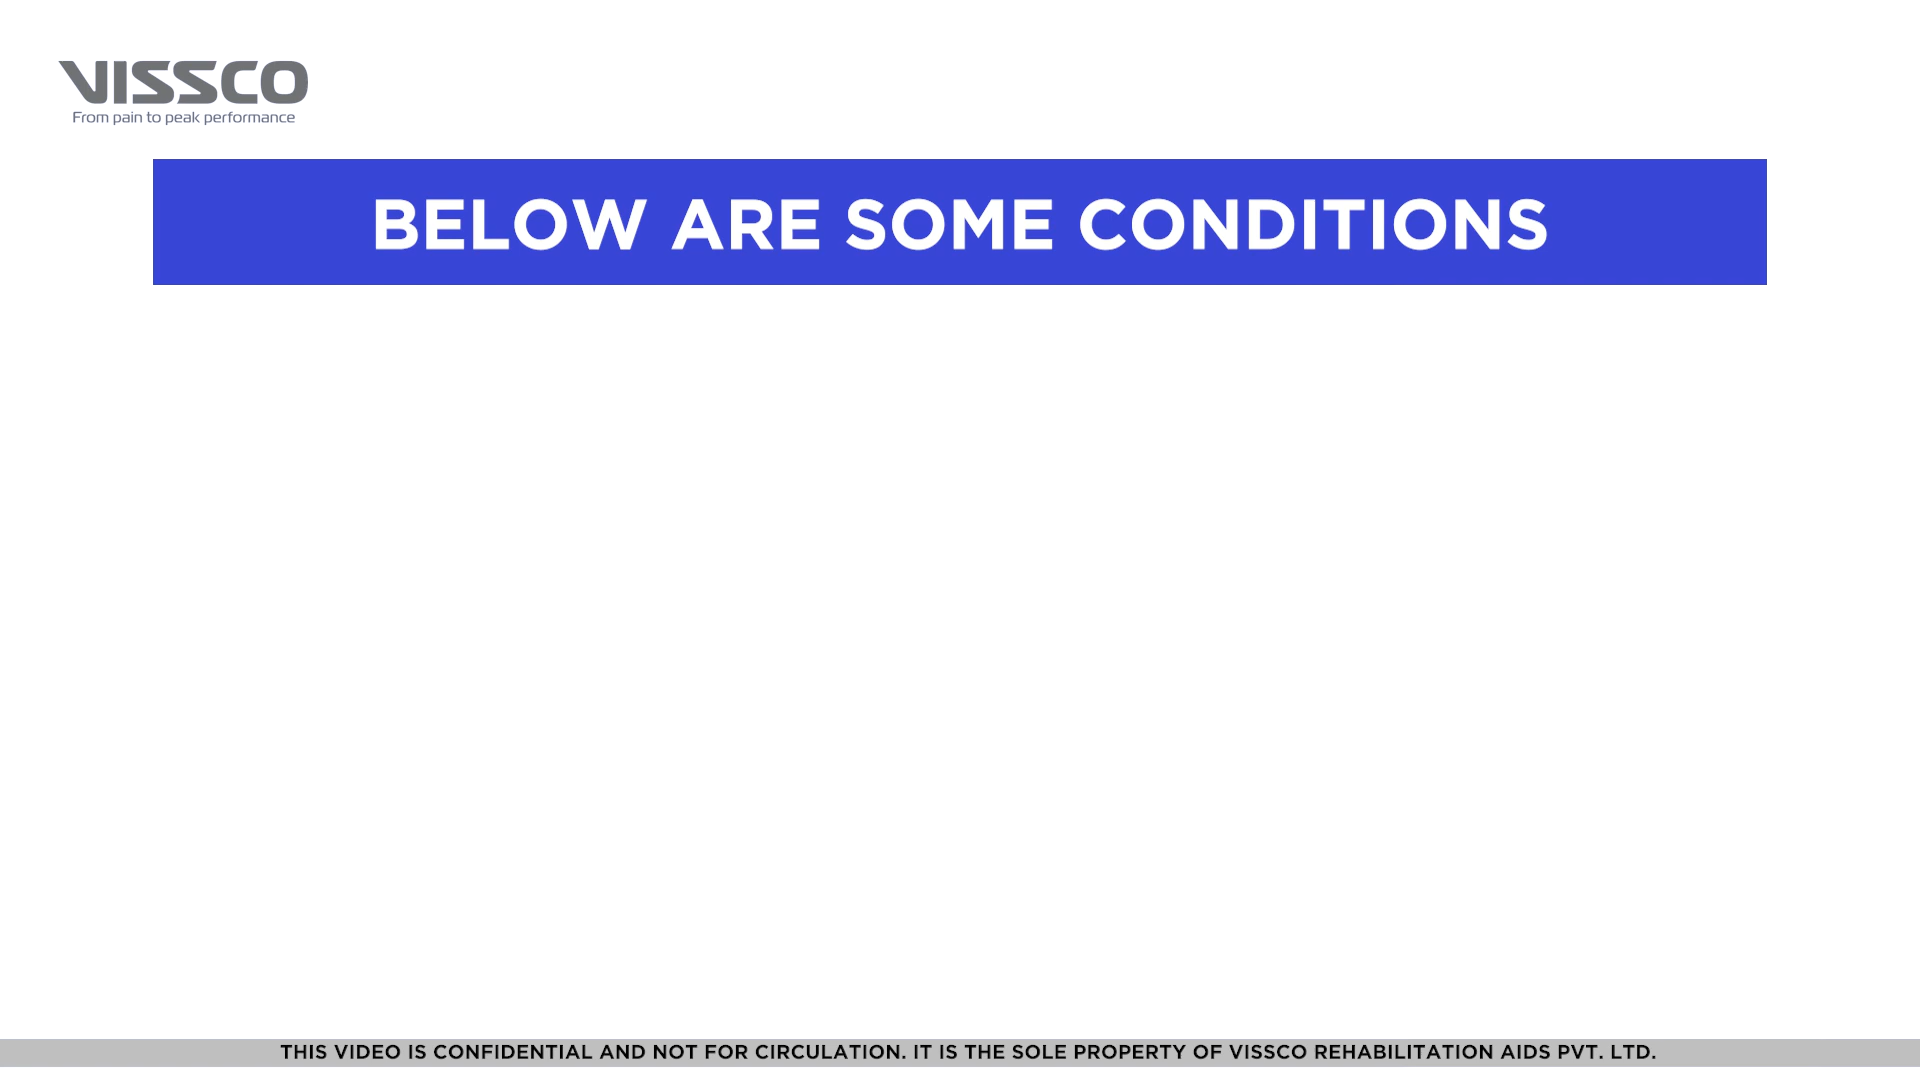 VISSCO
From pain to peak performance
BELOW ARE SOME CONDITIONS
THIS VIDEO IS CONFIDENTIAL AND NOT FOR CIRCULATION. IT IS THE SOLE PROPERTY OF VISSCO REHABILITATION AIDS PVT. LTD.